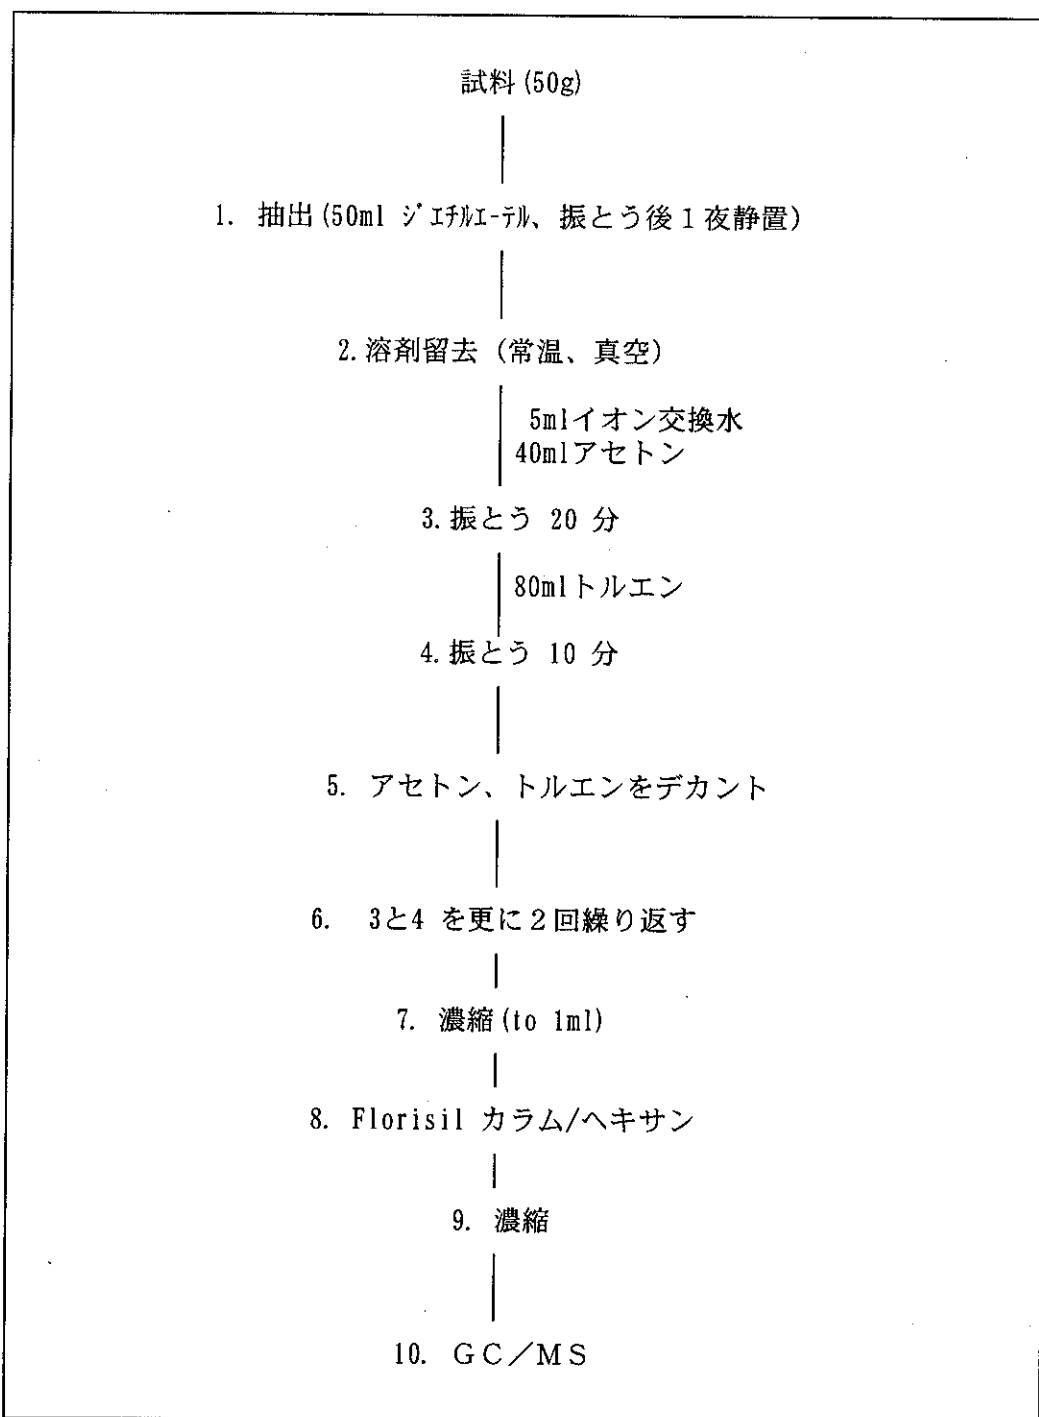 試料(50g)
1. 抽出(50ml ｼﾞｴﾁﾙｴｰﾃﾙ、振とう後１夜静置)
2.溶剤留去 (常温、真空)
5mlイオン交換水
40mlアセトン
3.振とう 20 分
80mlトルエン
4.振とう 10 分
5. アセトン、トルエンをデカント
6. 3と4 を更に２回繰り返す
7. 濃縮(to 1ml)
8. Florisil カラム/ヘキサン
9. 濃縮
10. ＧＣ／ＭＳ